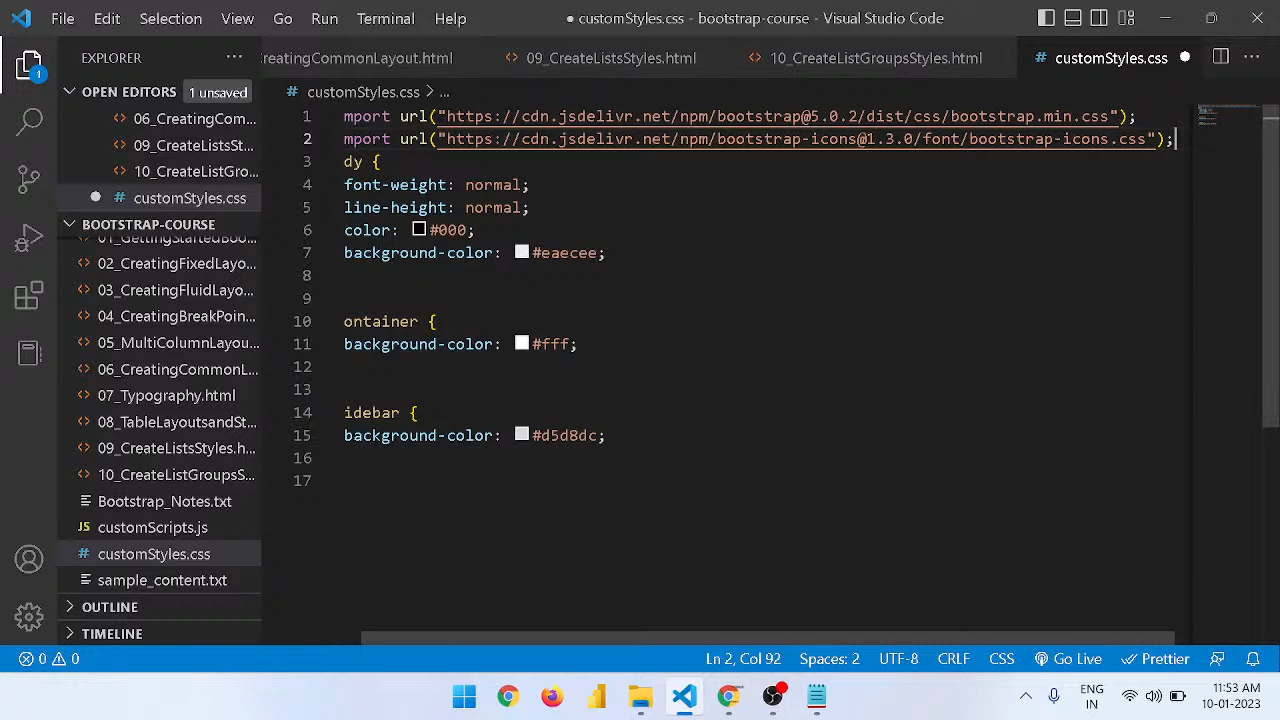 File Edit Selection View Go Run Terminal Help
● customStyles.css - bootstrap-course - Visual Studio Code
1
EXPLORER
OPEN EDITORS 1 unsaved
06_CreatingCom...
09_CreateListsSt...
10_CreateListGro...
customStyles.css
BOOTSTRAP-COURSE
01_GettingStartedBoo...
02_CreatingFixedLayo...
03_CreatingFluidLayo...
04_CreatingBreakPoin...
05_MultiColumnLayou...
06_CreatingCommonL...
07_Typography.html
08_TableLayoutsandSt...
09_CreateListsStyles.h...
10_CreateListGroupsS...
Bootstrap_Notes.txt
JS customScripts.js
customStyles.css
sample_content.txt
OUTLINE
TIMELINE
CreatingCommonLayout.html 09_CreateListsStyles.html 10_CreateListGroupsStyles.html # customStyles.css
# customStyles.css > ...
1 mport url("https://cdn.jsdelivr.net/npm/bootstrap@5.0.2/dist/css/bootstrap.min.css");
2 mport url("https://cdn.jsdelivr.net/npm/bootstrap-icons@1.3.0/font/bootstrap-icons.css");
3 dy {
4 font-weight: normal;
5 line-height: normal;
6 color: #000;
7 background-color: #eaecee;
8
9
10 ontainer {
11 background-color: #fff;
12
13
14 idebar {
15 background-color: #d5d8dc;
16
17
0 0 Ln 2, Col 92 Spaces: 2 UTF-8 CRLF CSS Go Live Prettier
ENG
IN
11:53 AM
10-01-2023